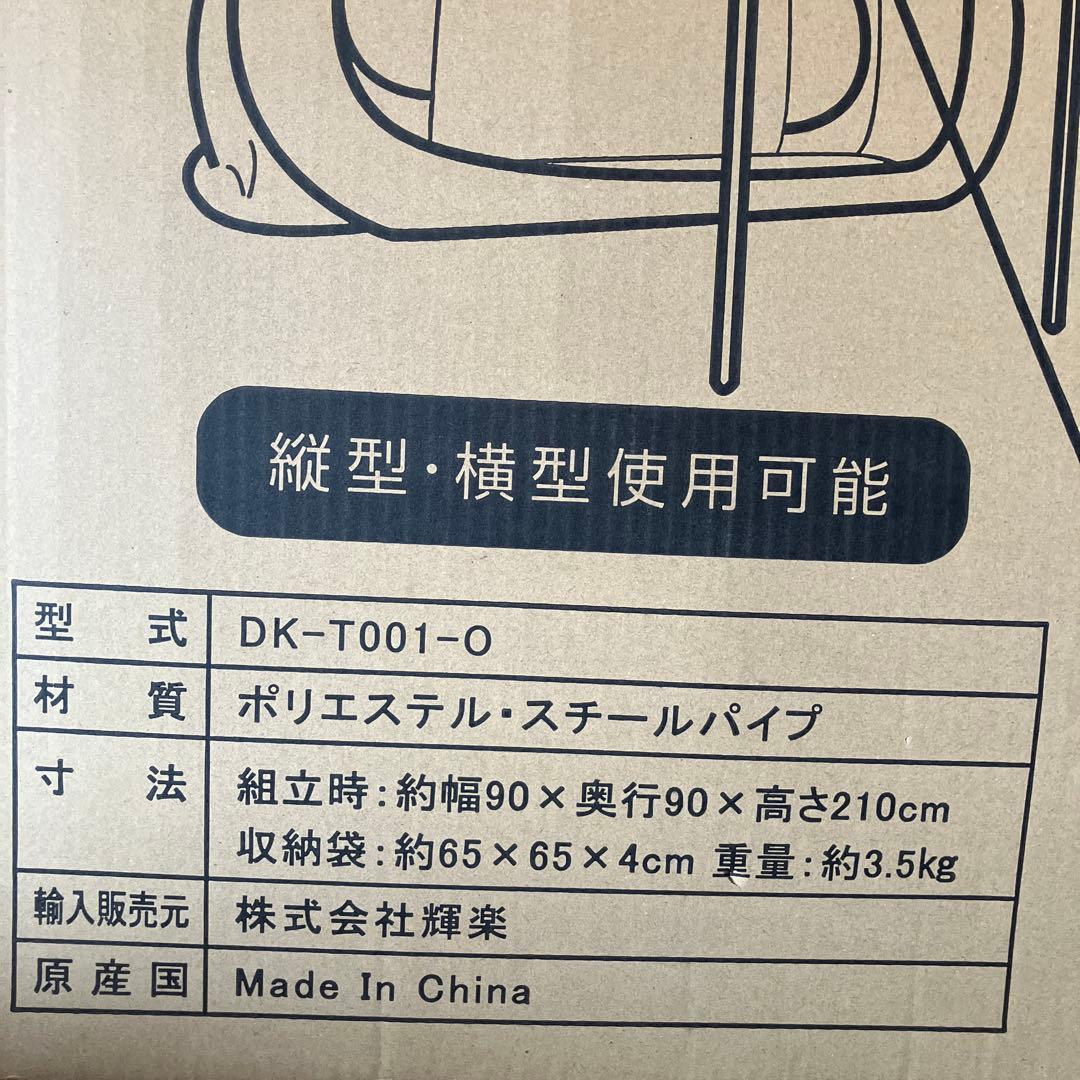 縦型・横型使用可能
型式 DK-T001-O
材質 ポリエステル・スチールパイプ
寸法 組立時：約幅90×奥行90×高さ210cm
収納袋：約65×65×4cm 重量：約3.5kg
輸入販売元 株式会社輝楽
原産国 Made In China